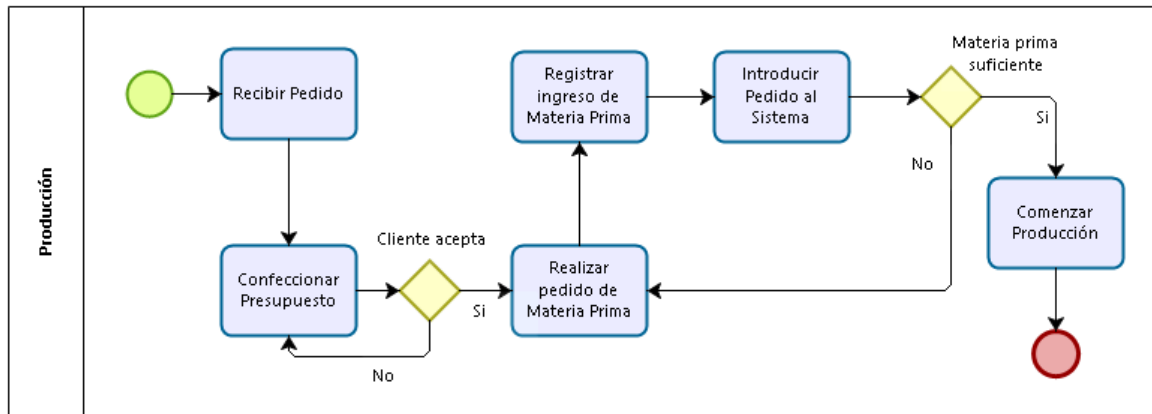 Producción
Recibir Pedido
Confeccionar
Presupuesto
Cliente acepta
Si
No
Realizar
pedido de
Materia Prima
Registrar
ingreso de
Materia Prima
Introducir
Pedido al
Sistema
Materia prima
suficiente
Si
No
Comenzar
Producción